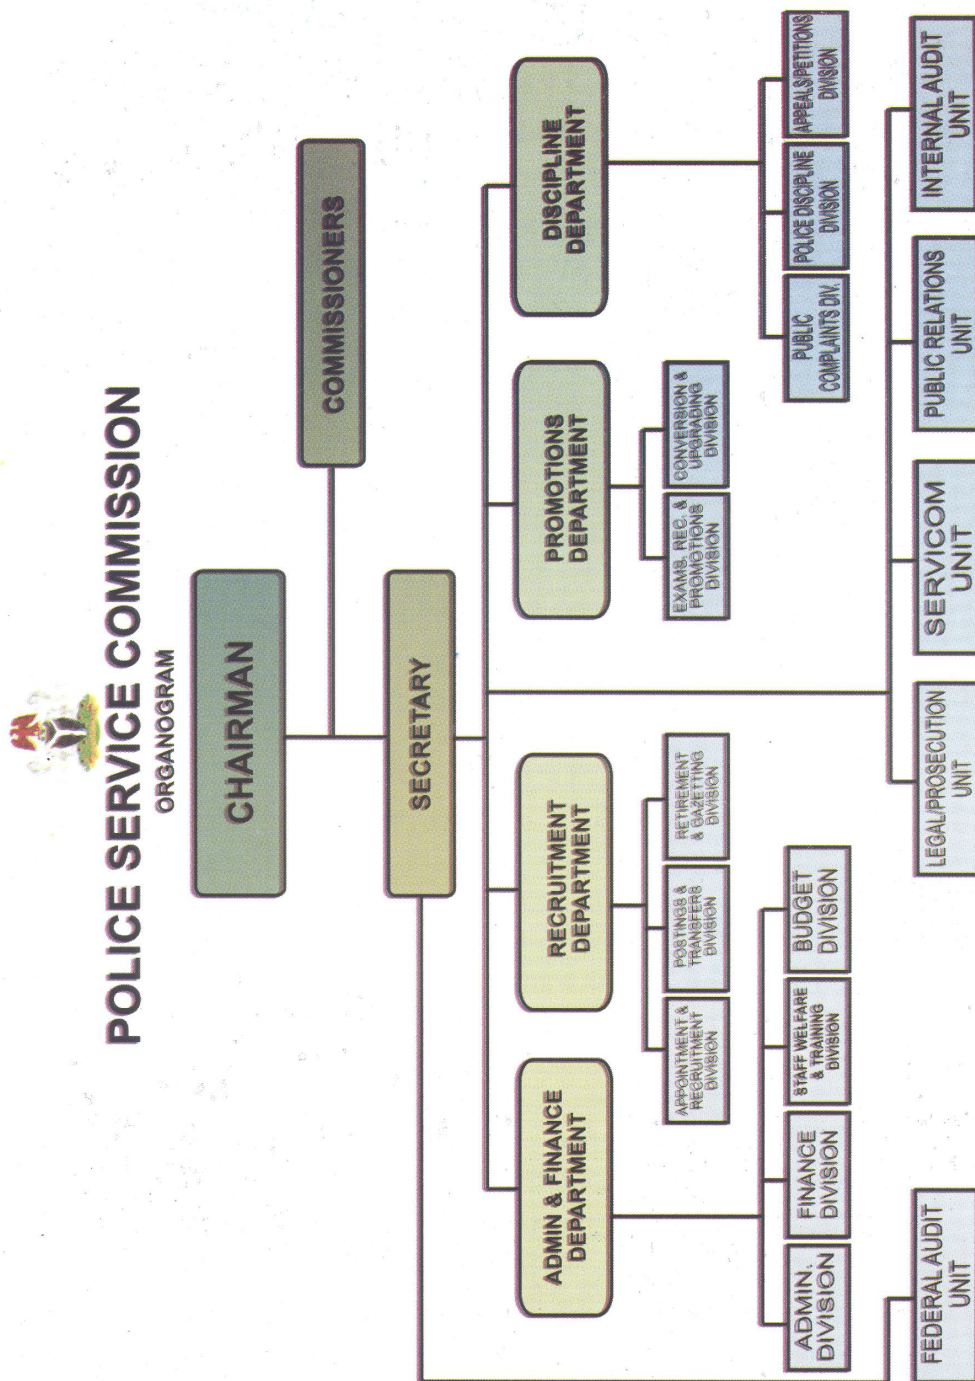 POLICE SERVICE COMMISSION
ORGANOGRAM
CHAIRMAN
COMMISSIONERS
SECRETARY
ADMIN & FINANCE
DEPARTMENT
RECRUITMENT
DEPARTMENT
PROMOTIONS
DEPARTMENT
DISCIPLINE
DEPARTMENT
APPOINTMENT &
RECRUITMENT
DIVISION
POSTINGS &
TRANSFERS
DIVISION
RETIREMENT
& GAZETTING
DIVISION
EXAMS. REC. &
PROMOTIONS
DIVISION
CONVERSION &
UPGRADING
DIVISION
ADMIN.
DIVISION
FINANCE
DIVISION
STAFF WELFARE
& TRAINING
DIVISION
BUDGET
DIVISION
PUBLIC
COMPLAINTS DIV.
POLICE DISCIPLINE
DIVISION
APPEALS/PETITIONS
DIVISION
FEDERAL AUDIT
UNIT
LEGAL/PROSECUTION
UNIT
SERVICOM
UNIT
PUBLIC RELATIONS
UNIT
INTERNAL AUDIT
UNIT